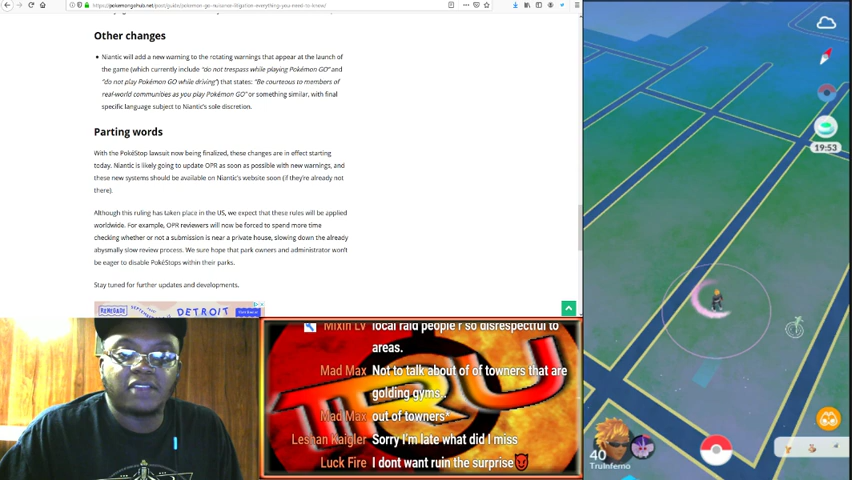 https://pokemongohub.net/post/guide/pokemon-go-nuisance-litigation-everything-you-need-to-know/
Other changes
Niantic will add a new warning to the rotating warnings that appear at the launch of
the game (which currently include "do not trespass while playing Pokémon GO" and
"do not play Pokémon GO while driving") that states: "Be courteous to members of
real-world communities as you play Pokémon GO" or something similar, with final
specific language subject to Niantic's sole discretion.
Parting words
With the PokéStop lawsuit now being finalized, these changes are in effect starting
today. Niantic is likely going to update OPR as soon as possible with new warnings, and
these new systems should be available on Niantic's website soon (if they're already not
there).
Although this ruling has taken place in the US, we expect that these rules will be applied
worldwide. For example, OPR reviewers will now be forced to spend more time
checking whether or not a submission is near a private house, slowing down the already
abysmally slow review process. We sure hope that park owners and administrator won't
be eager to disable PokéStops within their parks.
Stay tuned for further updates and developments.
RENEGADE
DETROIT
19:53
TRU
Mixin Lv local raid people r so disrespectful to
areas.
Mad Max Not to talk about of of towners that are
golding gyms..
Mad Max out of towners*
Leshan Kaigler Sorry I'm late what did I miss
Luck Fire I dont want ruin the surprise
40
TruInferno